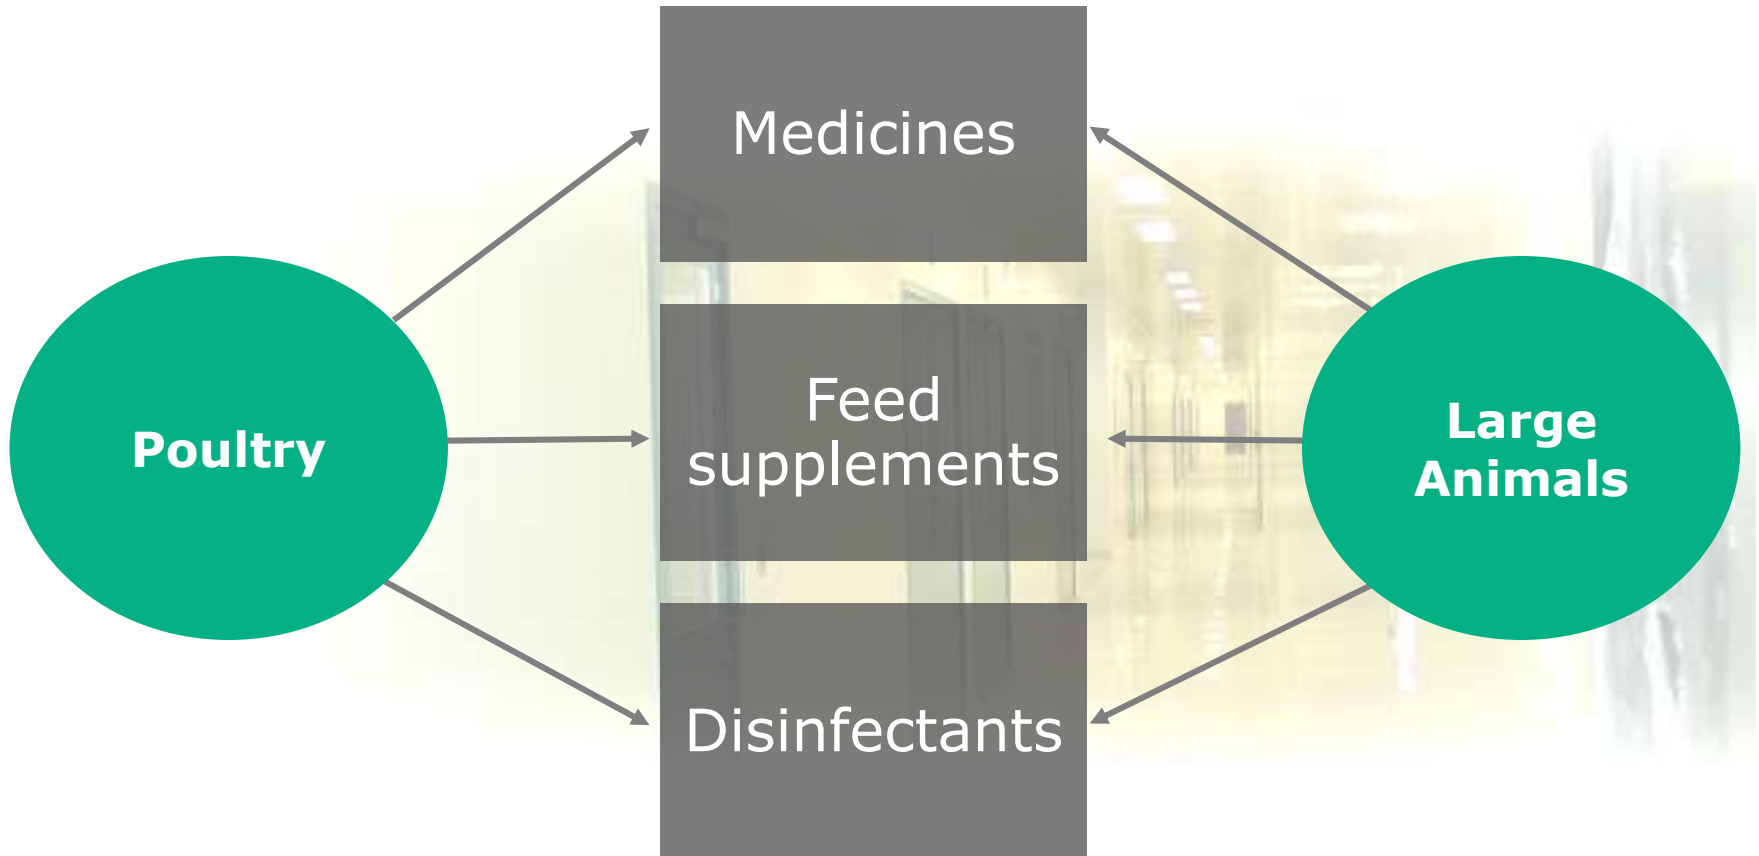 Medicines
Poultry
Feed
supplements
Large
Animals
Disinfectants